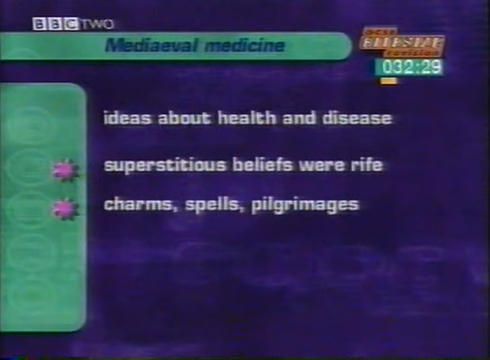 BBC TWO
Mediaeval medicine
GCSE
BITESIZE
revision
032:29
ideas about health and disease
superstitious beliefs were rife
charms, spells, pilgrimages